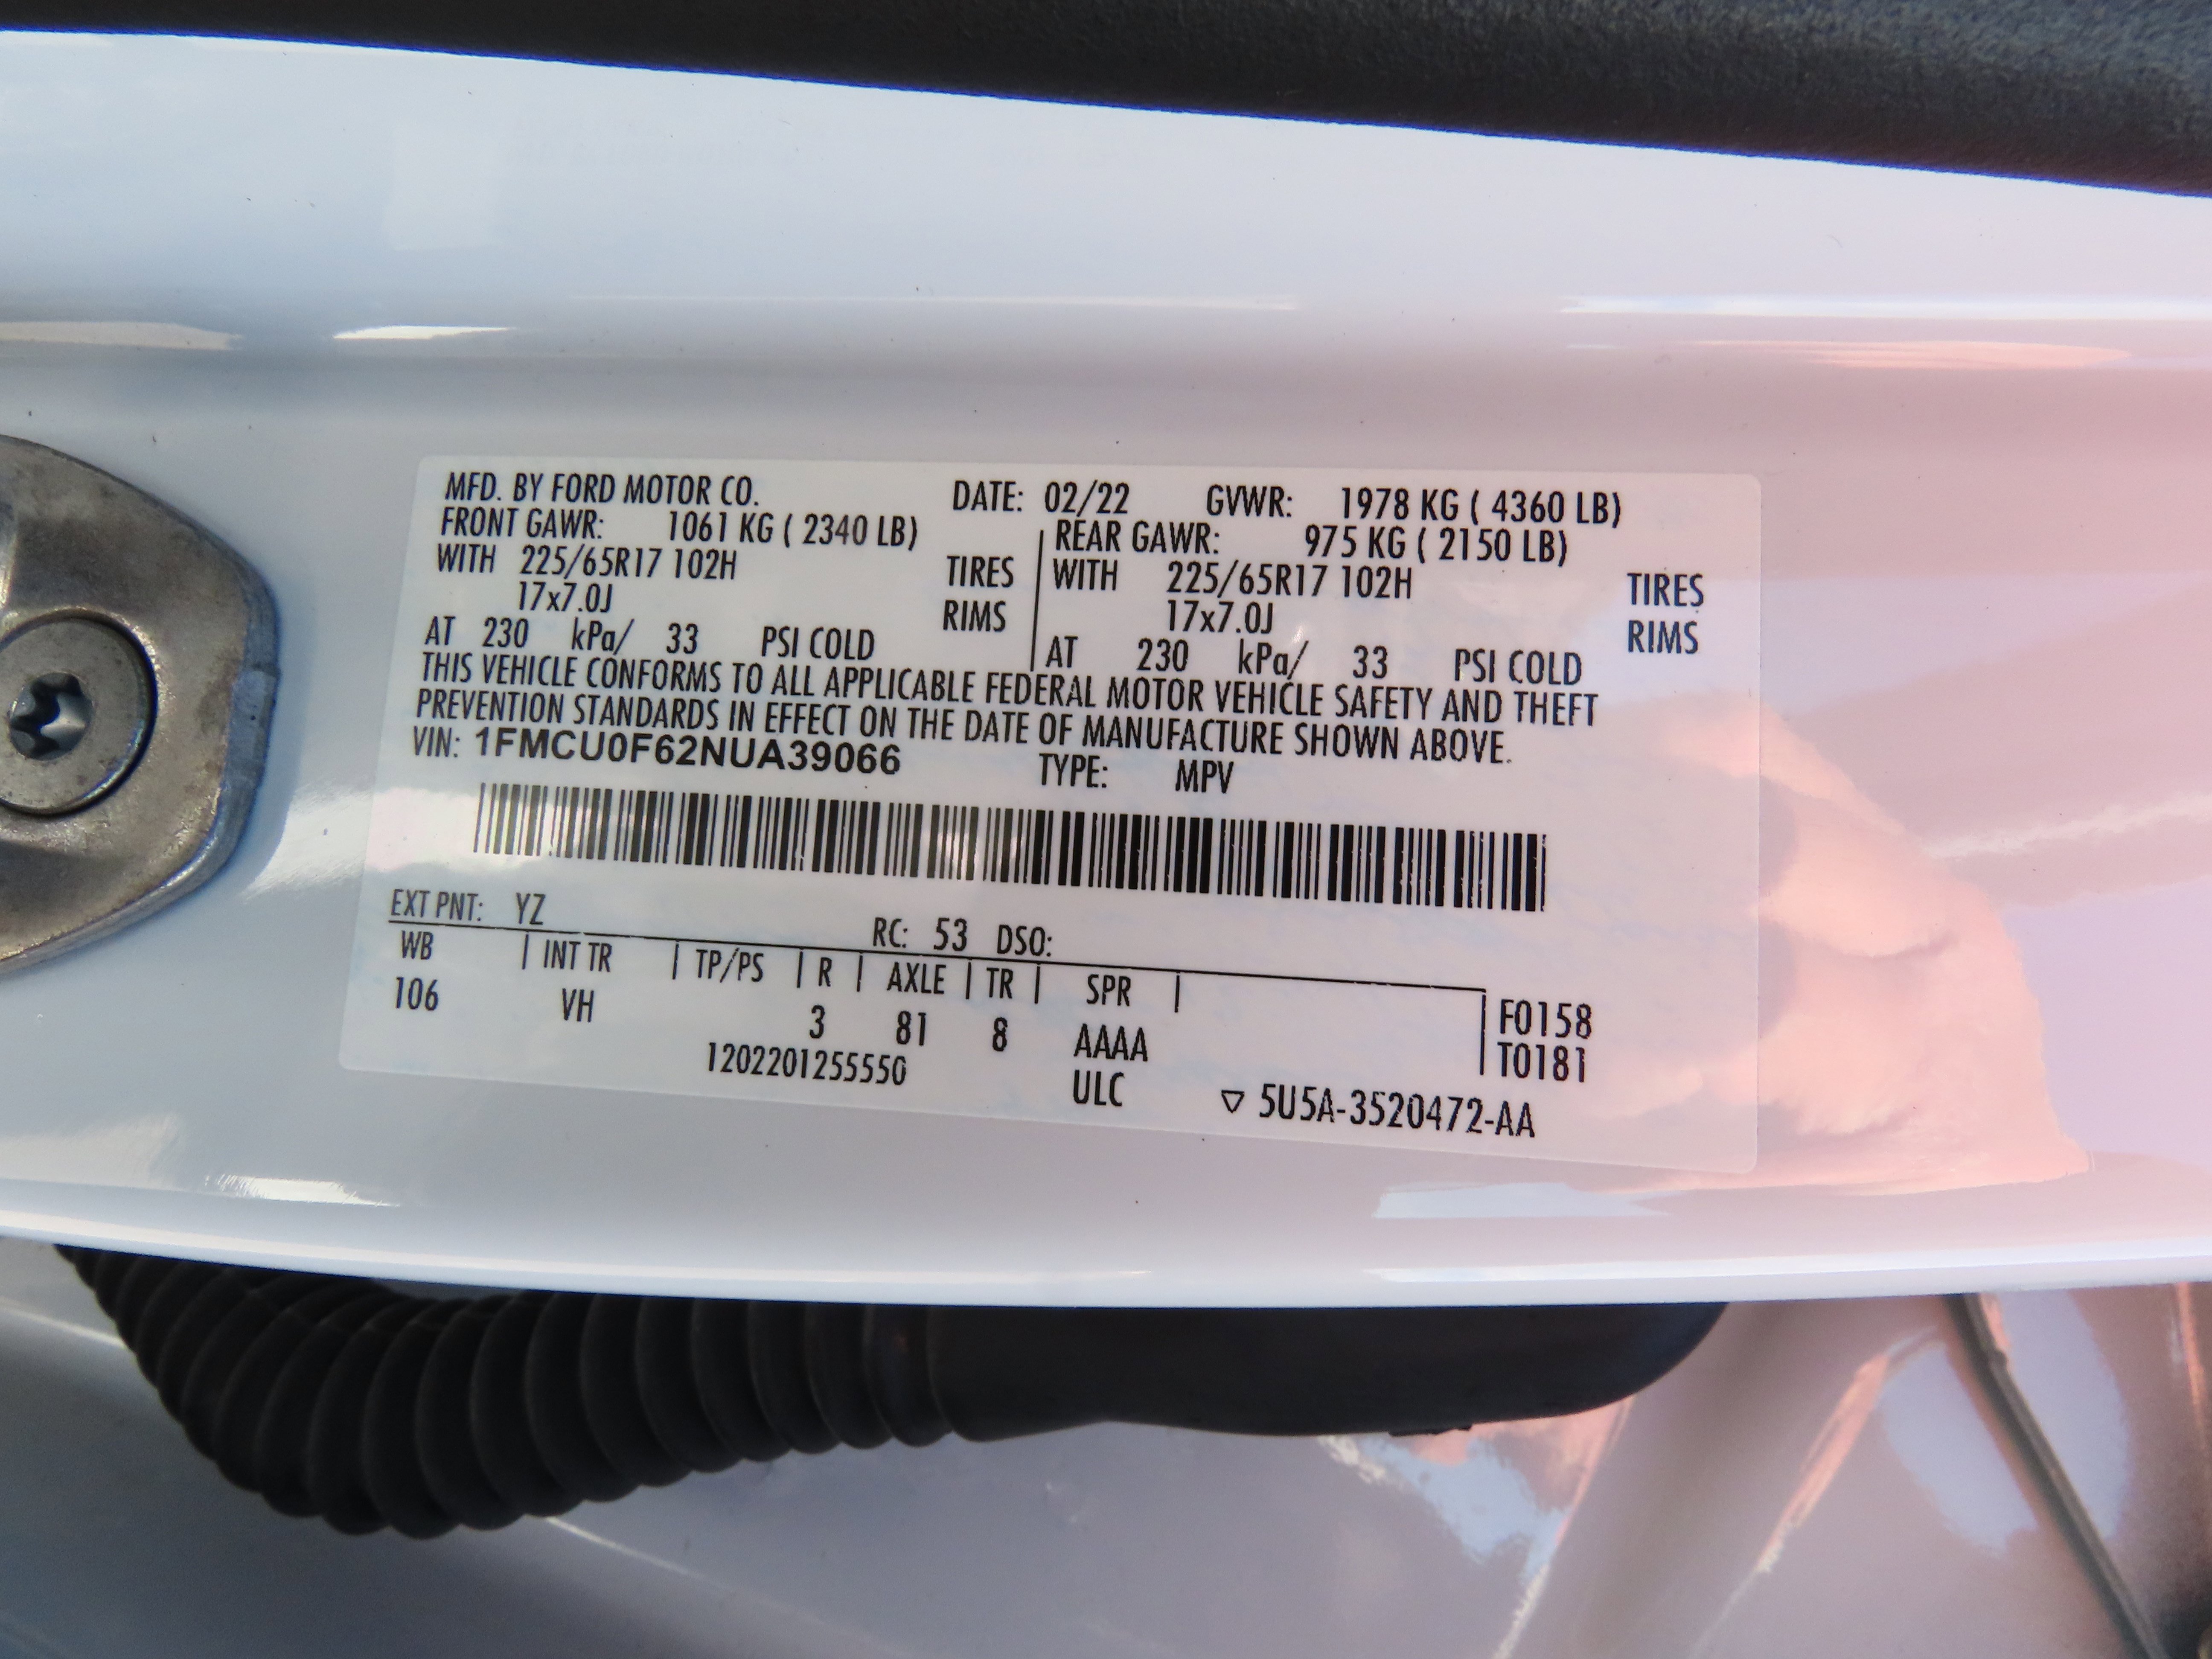 MFD. BY FORD MOTOR CO. DATE: 02/22 GVWR: 1978 KG ( 4360 LB)
FRONT GAWR: 1061 KG ( 2340 LB) REAR GAWR: 975 KG ( 2150 LB)
WITH 225/65R17 102H TIRES WITH 225/65R17 102H TIRES
17x7.0J RIMS 17x7.0J RIMS
AT 230 kPa/ 33 PSI COLD AT 230 kPa/ 33 PSI COLD
THIS VEHICLE CONFORMS TO ALL APPLICABLE FEDERAL MOTOR VEHICLE SAFETY AND THEFT
PREVENTION STANDARDS IN EFFECT ON THE DATE OF MANUFACTURE SHOWN ABOVE.
VIN: 1FMCU0F62NUA39066 TYPE: MPV
EXT PNT: YZ RC: 53 DSO:
WB | INT TR | TP/PS | R | AXLE | TR | SPR |
106 VH 3 81 8 AAAA F0158
1202201255550 ULC T0181
▽ 5U5A-3520472-AA